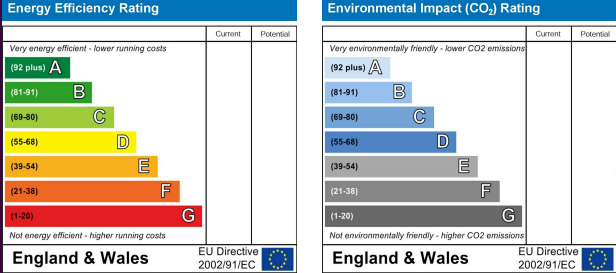 Energy Efficiency Rating
Current Potential
Very energy efficient - lower running costs
(92 plus) A
(81-91) B
(69-80) C
(55-68) D
(39-54) E
(21-38) F
(1-20) G
Not energy efficient - higher running costs
England & Wales
EU Directive
2002/91/EC
Environmental Impact (CO₂) Rating
Current Potential
Very environmentally friendly - lower CO2 emissions
(92 plus) A
(81-91) B
(69-80) C
(55-68) D
(39-54) E
(21-38) F
(1-20) G
Not environmentally friendly - higher CO2 emissions
England & Wales
EU Directive
2002/91/EC